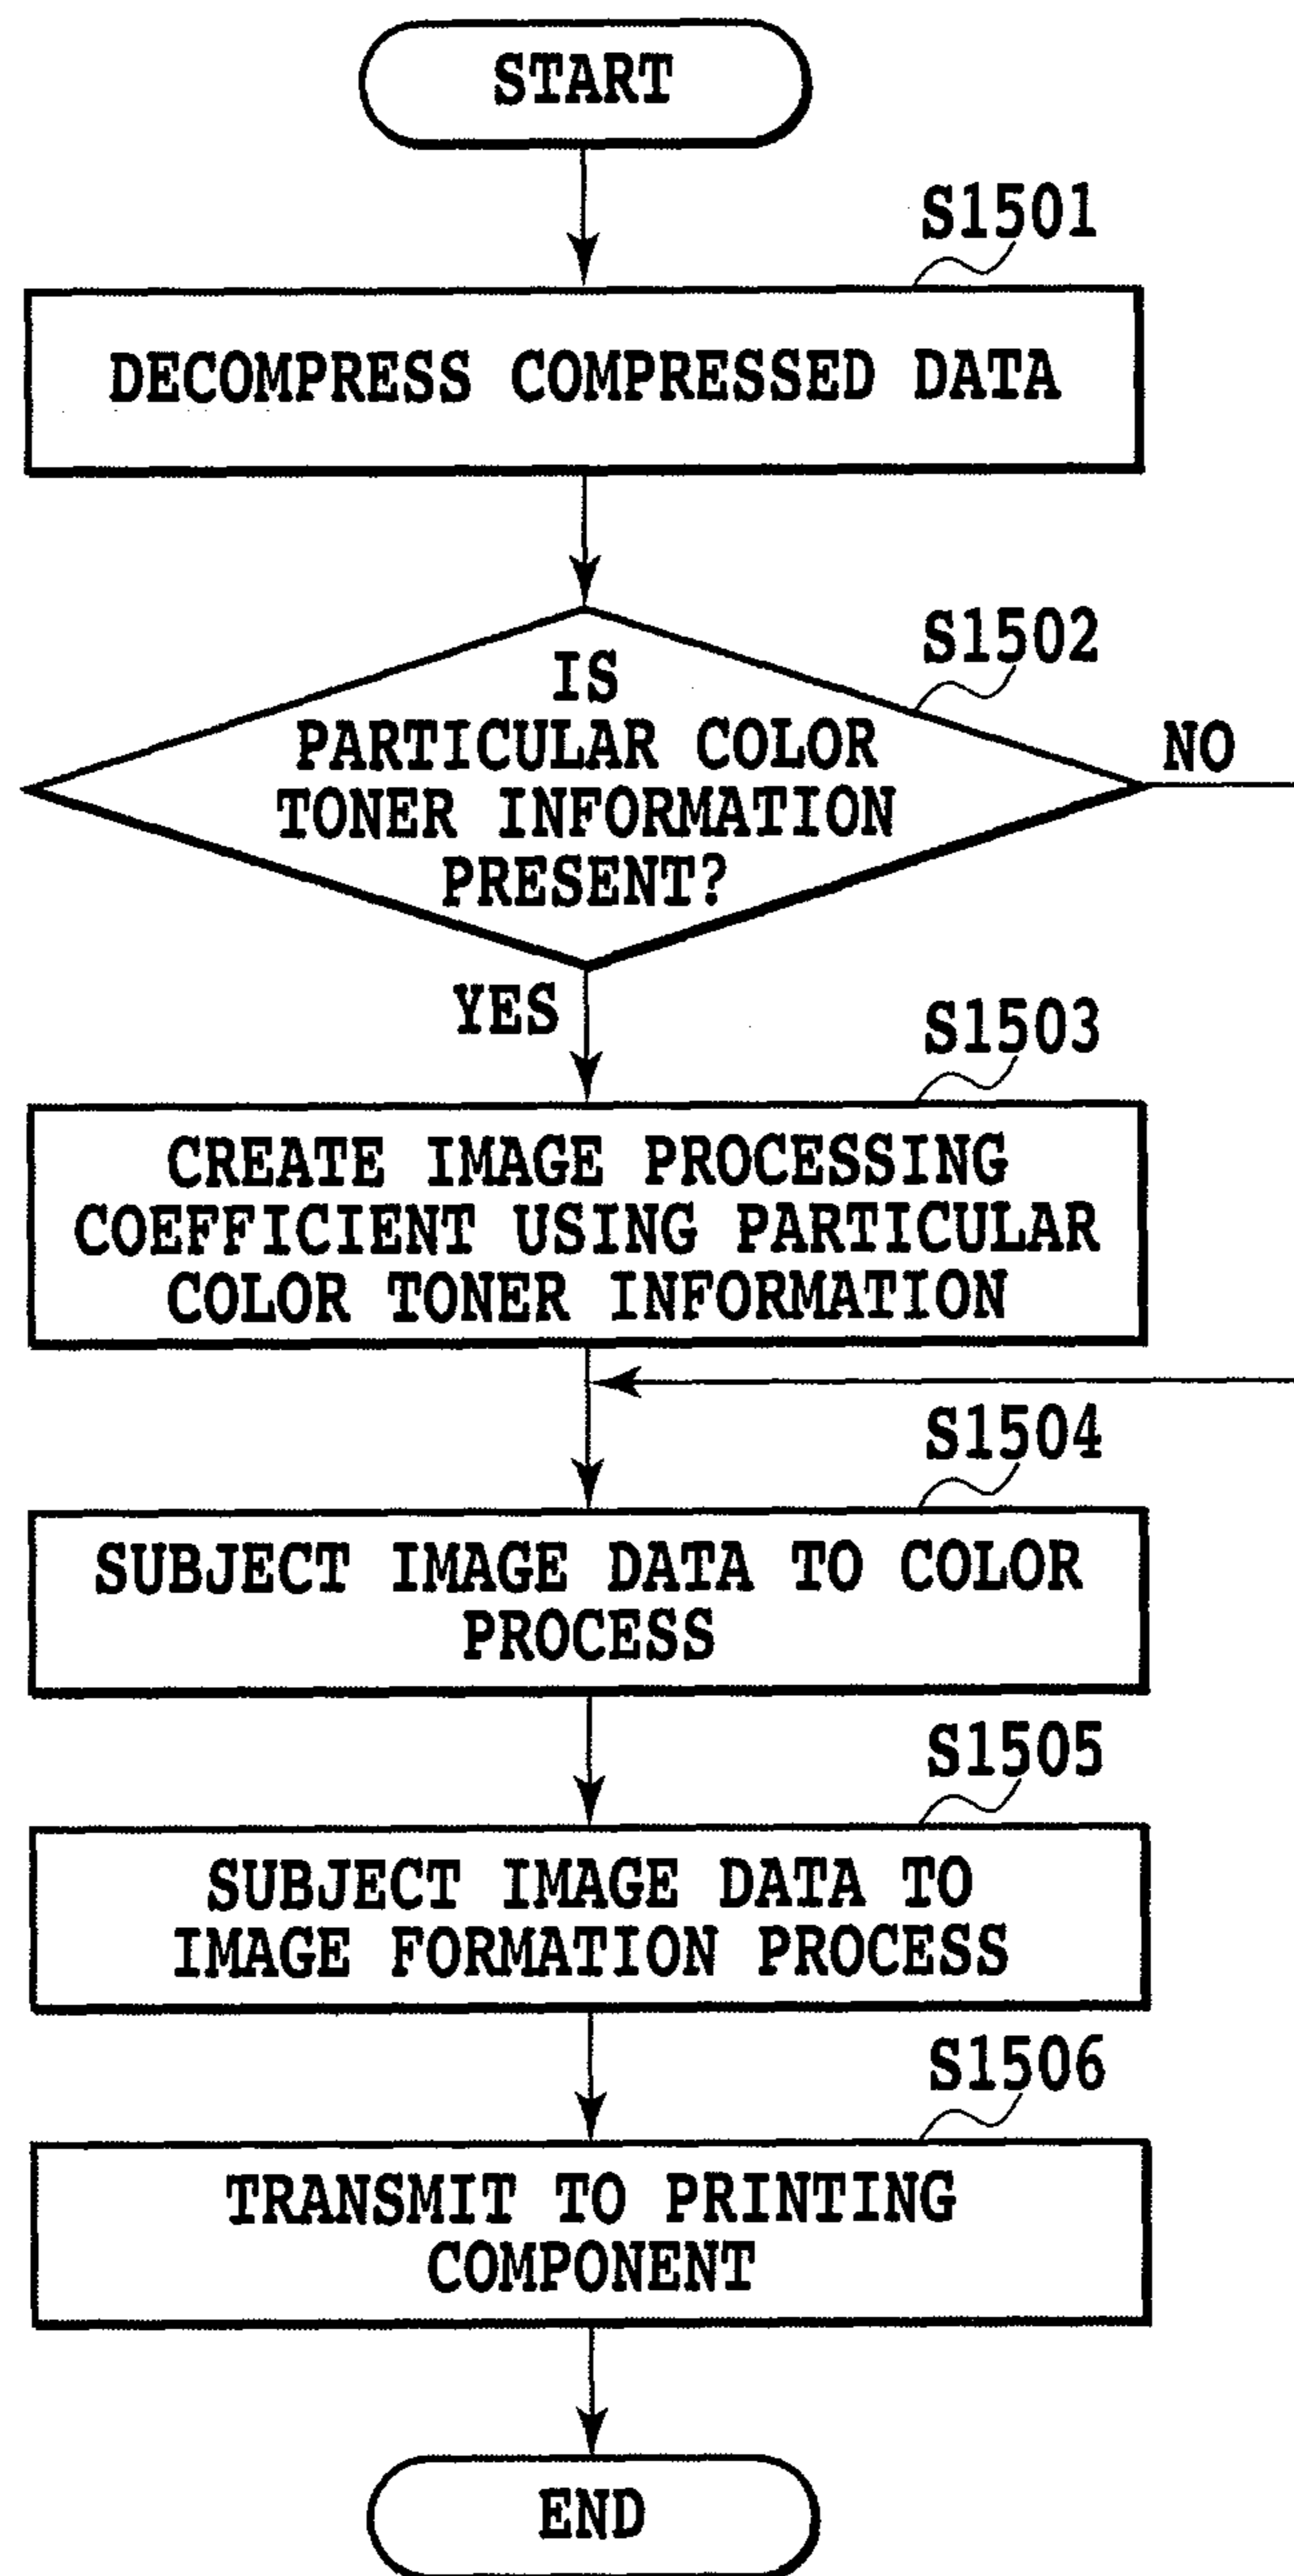 START
S1501
DECOMPRESS COMPRESSED DATA
S1502
IS
PARTICULAR COLOR
TONER INFORMATION
PRESENT?
NO
YES
S1503
CREATE IMAGE PROCESSING
COEFFICIENT USING PARTICULAR
COLOR TONER INFORMATION
S1504
SUBJECT IMAGE DATA TO COLOR
PROCESS
S1505
SUBJECT IMAGE DATA TO
IMAGE FORMATION PROCESS
S1506
TRANSMIT TO PRINTING
COMPONENT
END